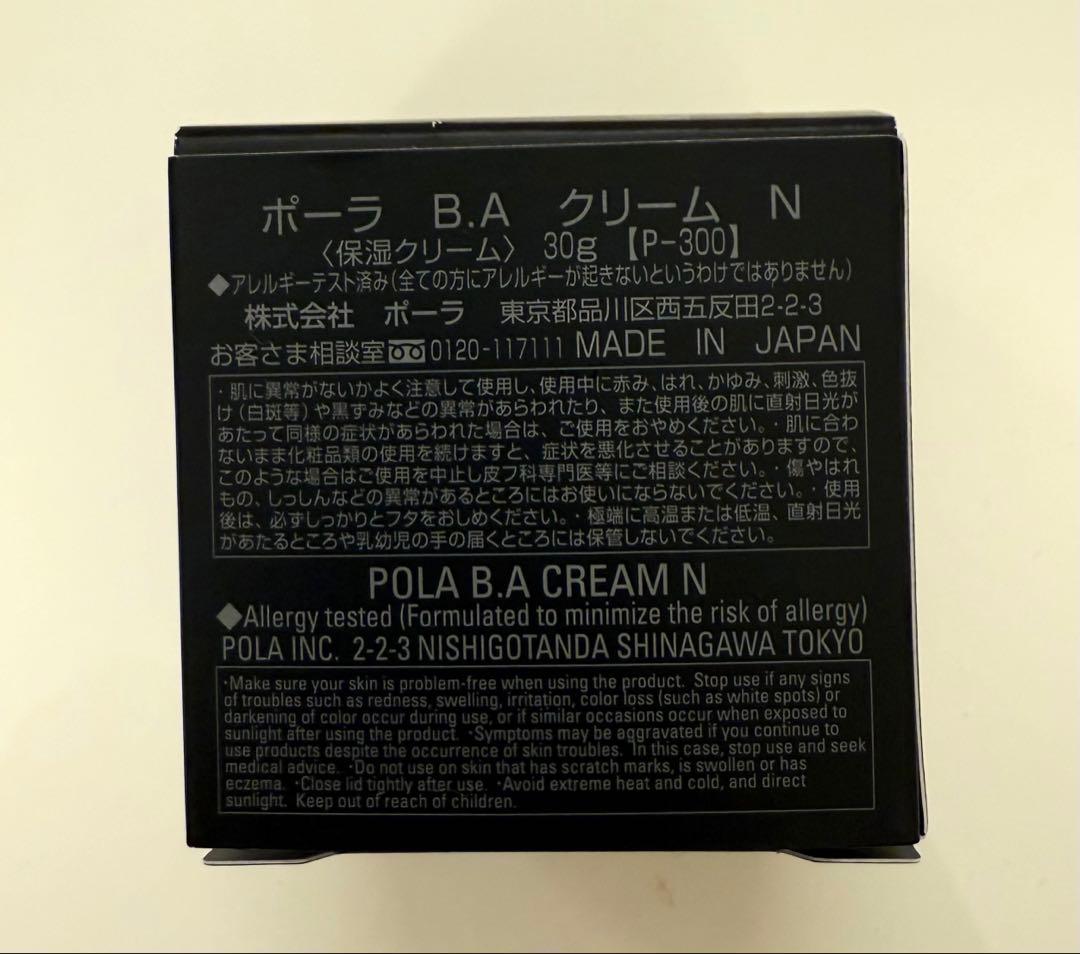 ポーラ B.A クリーム N
〈保湿クリーム〉 30g 【P-300】
◆アレルギーテスト済み(全ての方にアレルギーが起きないというわけではありません)
株式会社 ポーラ 東京都品川区西五反田2-2-3
お客さま相談室 0120-117111 MADE IN JAPAN
・肌に異常がないかよく注意して使用し、使用中に赤み、はれ、かゆみ、刺激、色抜
け(白斑等)や黒ずみなどの異常があらわれたり、また使用後の肌に直射日光が
あたって同様の症状があらわれた場合は、ご使用をおやめください。・肌に合わ
ないまま化粧品類の使用を続けますと、症状を悪化させることがありますので、
このような場合はご使用を中止し皮フ科専門医等にご相談ください。・傷やはれ
もの、しっしんなどの異常があるところにはお使いにならないでください。・使用
後は、必ずしっかりとフタをおしめください。・極端に高温または低温、直射日光
があたるところや乳幼児の手の届くところには保管しないでください。
POLA B.A CREAM N
◆Allergy tested (Formulated to minimize the risk of allergy)
POLA INC. 2-2-3 NISHIGOTANDA SHINAGAWA TOKYO
・Make sure your skin is problem-free when using the product. Stop use if any signs
of troubles such as redness, swelling, irritation, color loss (such as white spots) or
darkening of color occur during use, or if similar occasions occur when exposed to
sunlight after using the product. ・Symptoms may be aggravated if you continue to
use products despite the occurrence of skin troubles. In this case, stop use and seek
medical advice. ・Do not use on skin that has scratch marks, is swollen or has
eczema. ・Close lid tightly after use. ・Avoid extreme heat and cold, and direct
sunlight. Keep out of reach of children.